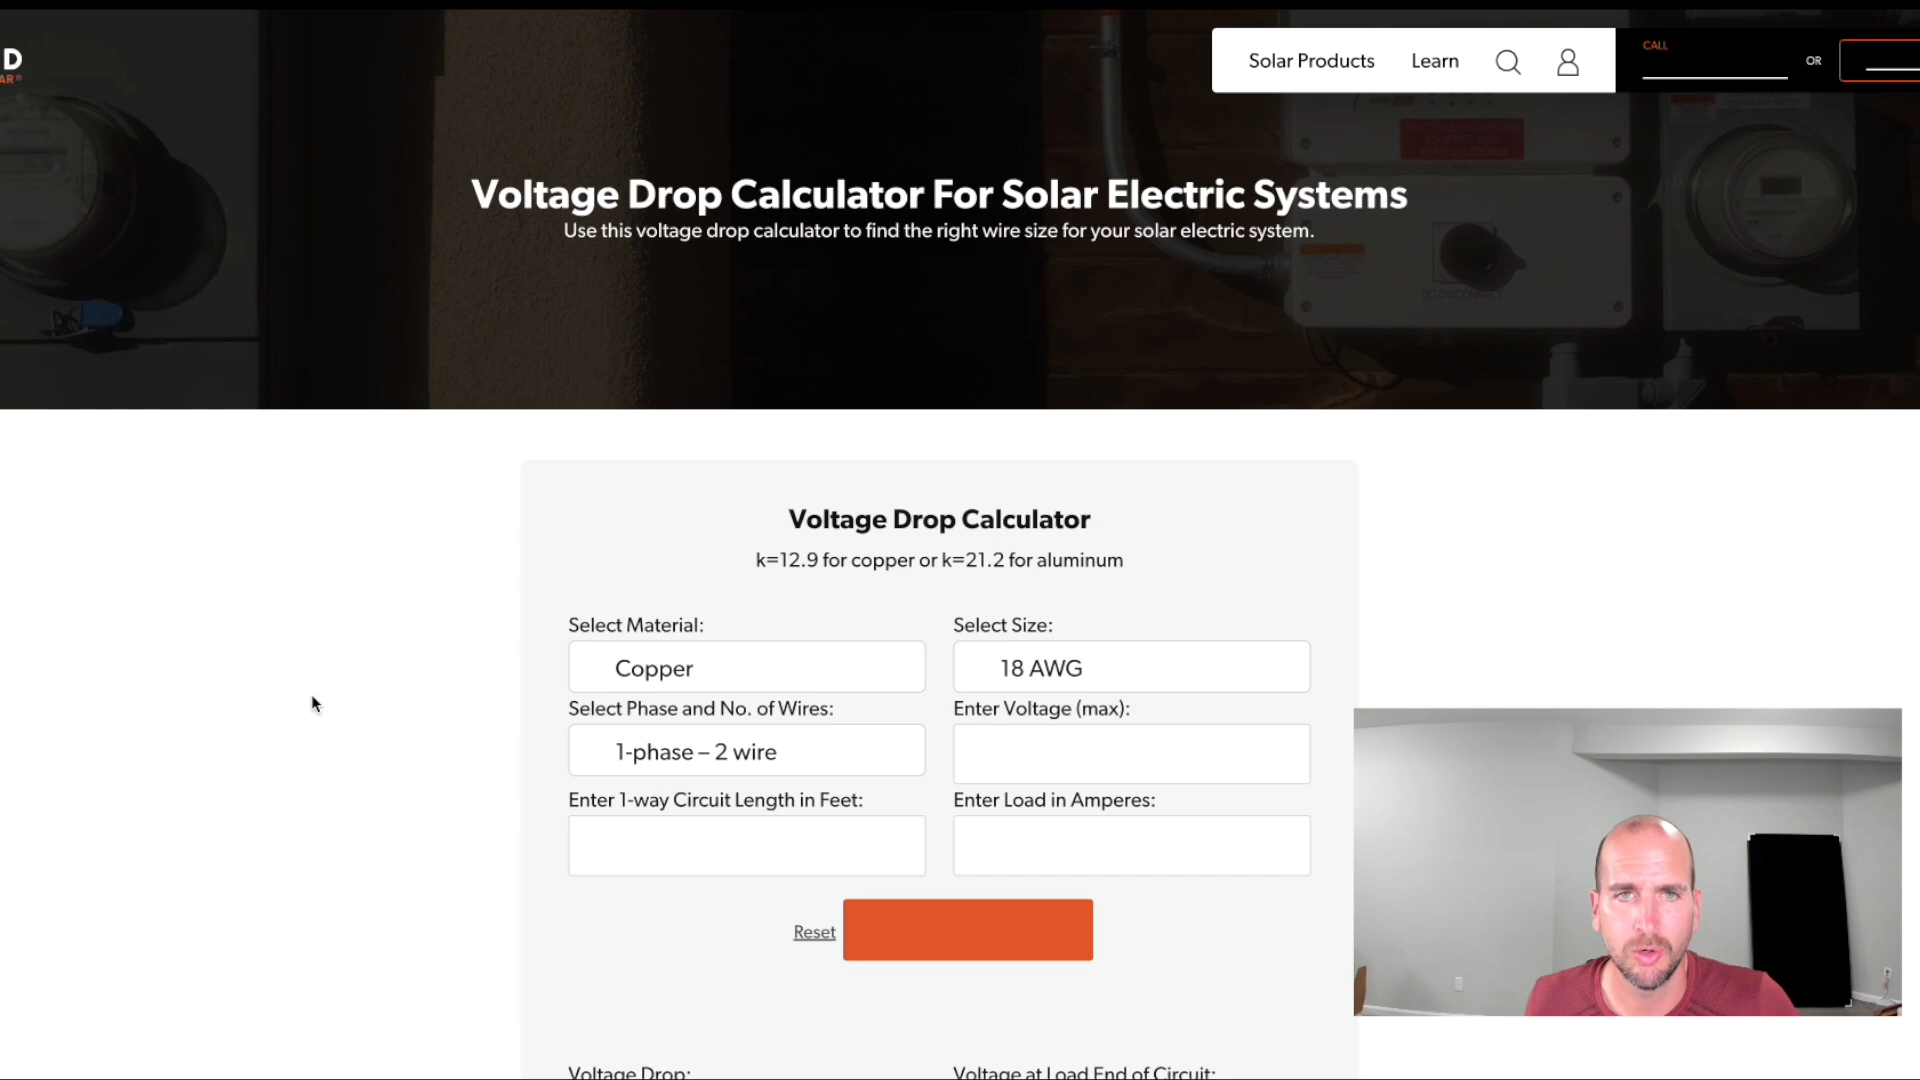 D
AR®
Solar Products
Learn
CALL
OR
Voltage Drop Calculator For Solar Electric Systems
Use this voltage drop calculator to find the right wire size for your solar electric system.
DISCONNECT
Voltage Drop Calculator
k=12.9 for copper or k=21.2 for aluminum
Select Material:
Select Size:
Copper
18 AWG
Select Phase and No. of Wires:
Enter Voltage (max):
1-phase – 2 wire
Enter 1-way Circuit Length in Feet:
Enter Load in Amperes:
Reset
Voltage Drop:
Voltage at Load End of Circuit: